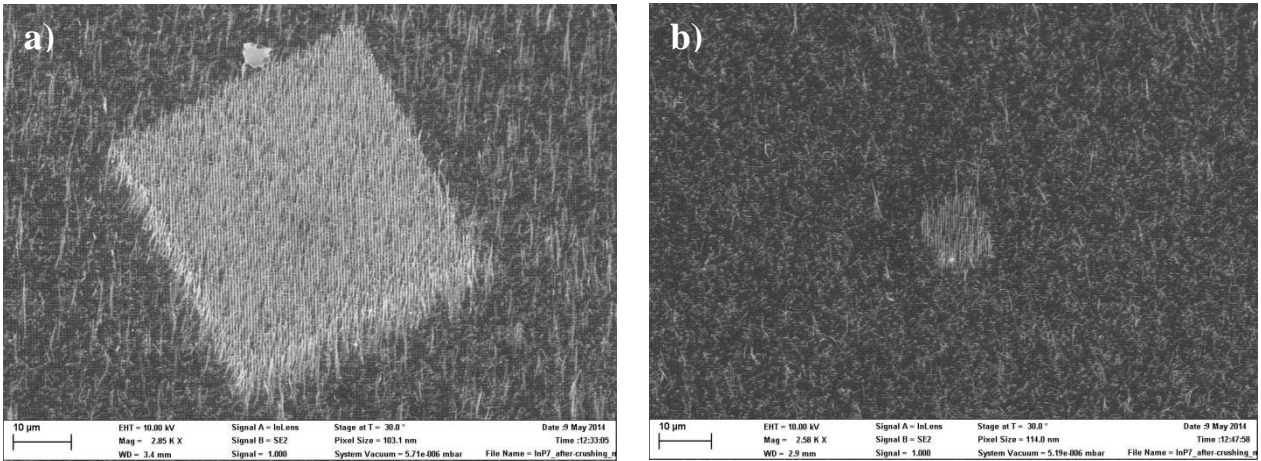 a)
10 µm
EHT = 10.00 kV
Signal A = InLens
Stage at T = 30.0 °
Date :9 May 2014
Mag = 2.85 K X
Signal B = SE2
Pixel Size = 103.1 nm
Time :12:33:05
WD = 3.4 mm
Signal = 1.000
System Vacuum = 5.71e-006 mbar
File Name = InP7_after-crushing_m
b)
10 µm
EHT = 10.00 kV
Signal A = InLens
Stage at T = 30.0 °
Date :9 May 2014
Mag = 2.58 K X
Signal B = SE2
Pixel Size = 114.0 nm
Time :12:47:58
WD = 2.9 mm
Signal = 1.000
System Vacuum = 5.19e-006 mbar
File Name = InP7_after-crushing_m